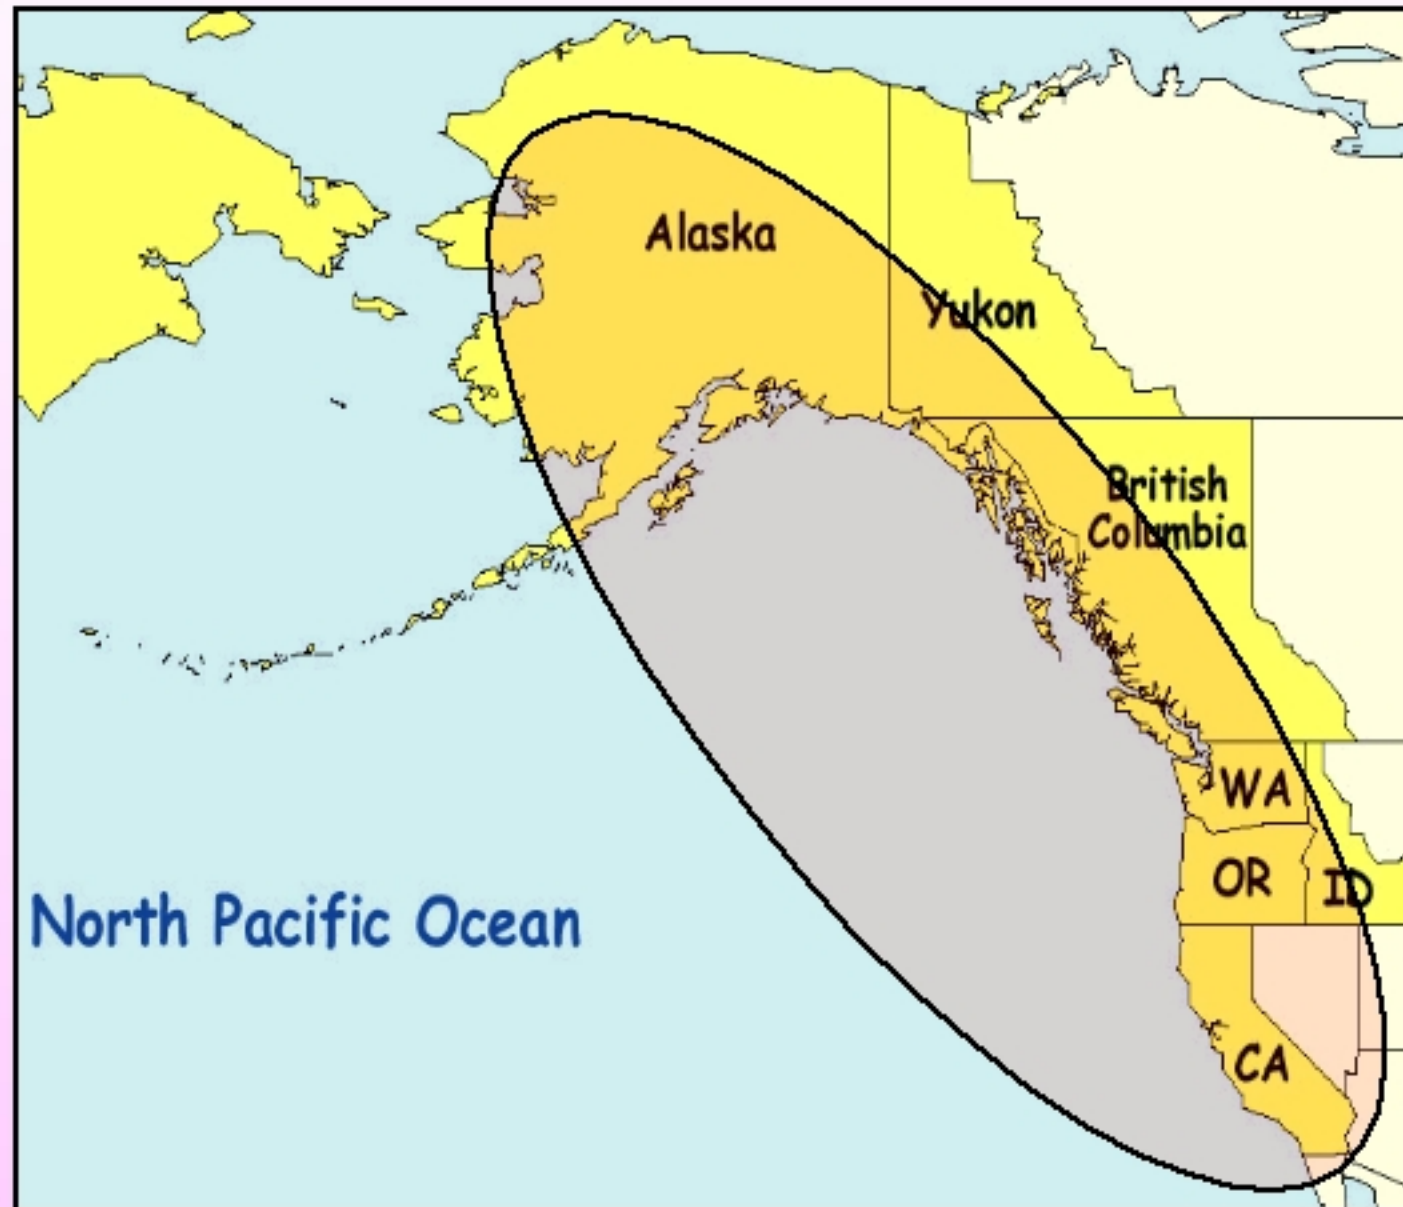 Alaska
Yukon
British
Columbia
WA
OR
ID
North Pacific Ocean
CA